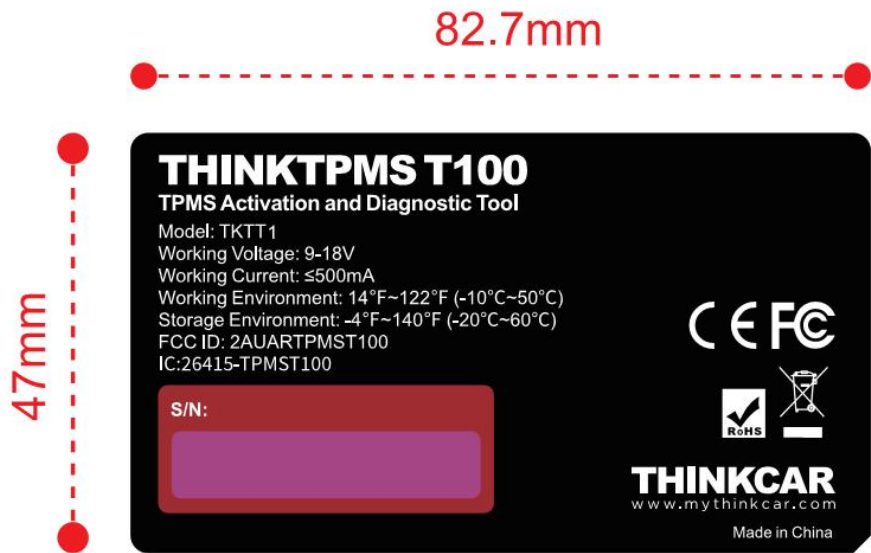 82.7mm
47mm
THINKTPMS T100
TPMS Activation and Diagnostic Tool
Model: TKTT1
Working Voltage: 9-18V
Working Current: ≤500mA
Working Environment: 14°F~122°F (-10°C~50°C)
Storage Environment: -4°F~140°F (-20°C~60°C)
FCC ID: 2AUARTPMST100
IC:26415-TPMST100
S/N:
CE FC
RoHS
THINKCAR
www.mythinkcar.com
Made in China